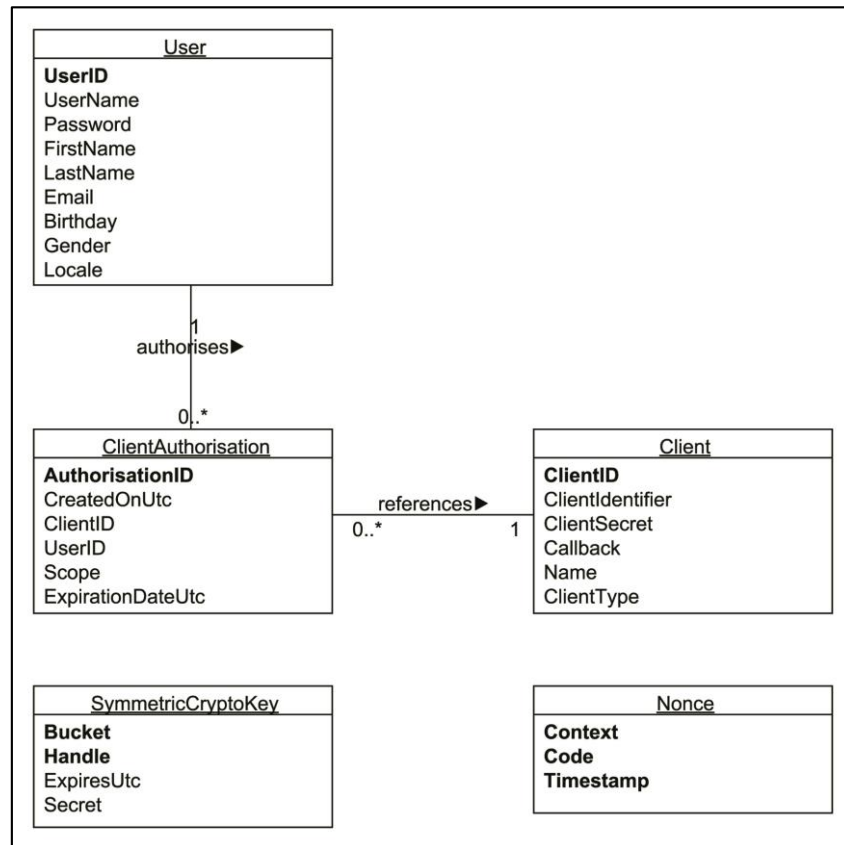 User
UserID
UserName
Password
FirstName
LastName
Email
Birthday
Gender
Locale
1
authorises▶
0..*
ClientAuthorisation
AuthorisationID
CreatedOnUtc
ClientID
UserID
Scope
ExpirationDateUtc
references▶
0..*
1
Client
ClientID
ClientIdentifier
ClientSecret
Callback
Name
ClientType
SymmetricCryptoKey
Bucket
Handle
ExpiresUtc
Secret
Nonce
Context
Code
Timestamp